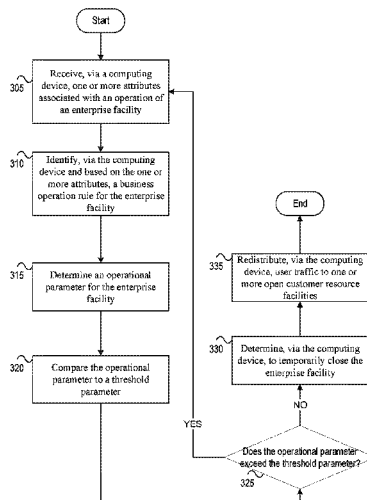 Start
305
Receive, via a computing
device, one or more attributes
associated with an operation of
an enterprise facility
310
Identify, via the computing
device and based on the one or
more attributes, a business
operation rule for the enterprise
facility
315
Determine an operational
parameter for the enterprise
facility
320
Compare the operational
parameter to a threshold
parameter
End
335
Redistribute, via the computing
device, user traffic to one or
more open customer resource
facilities
330
Determine, via the computing
device, to temporarily close the
enterprise facility
NO
YES
Does the operational parameter
exceed the threshold parameter?
325